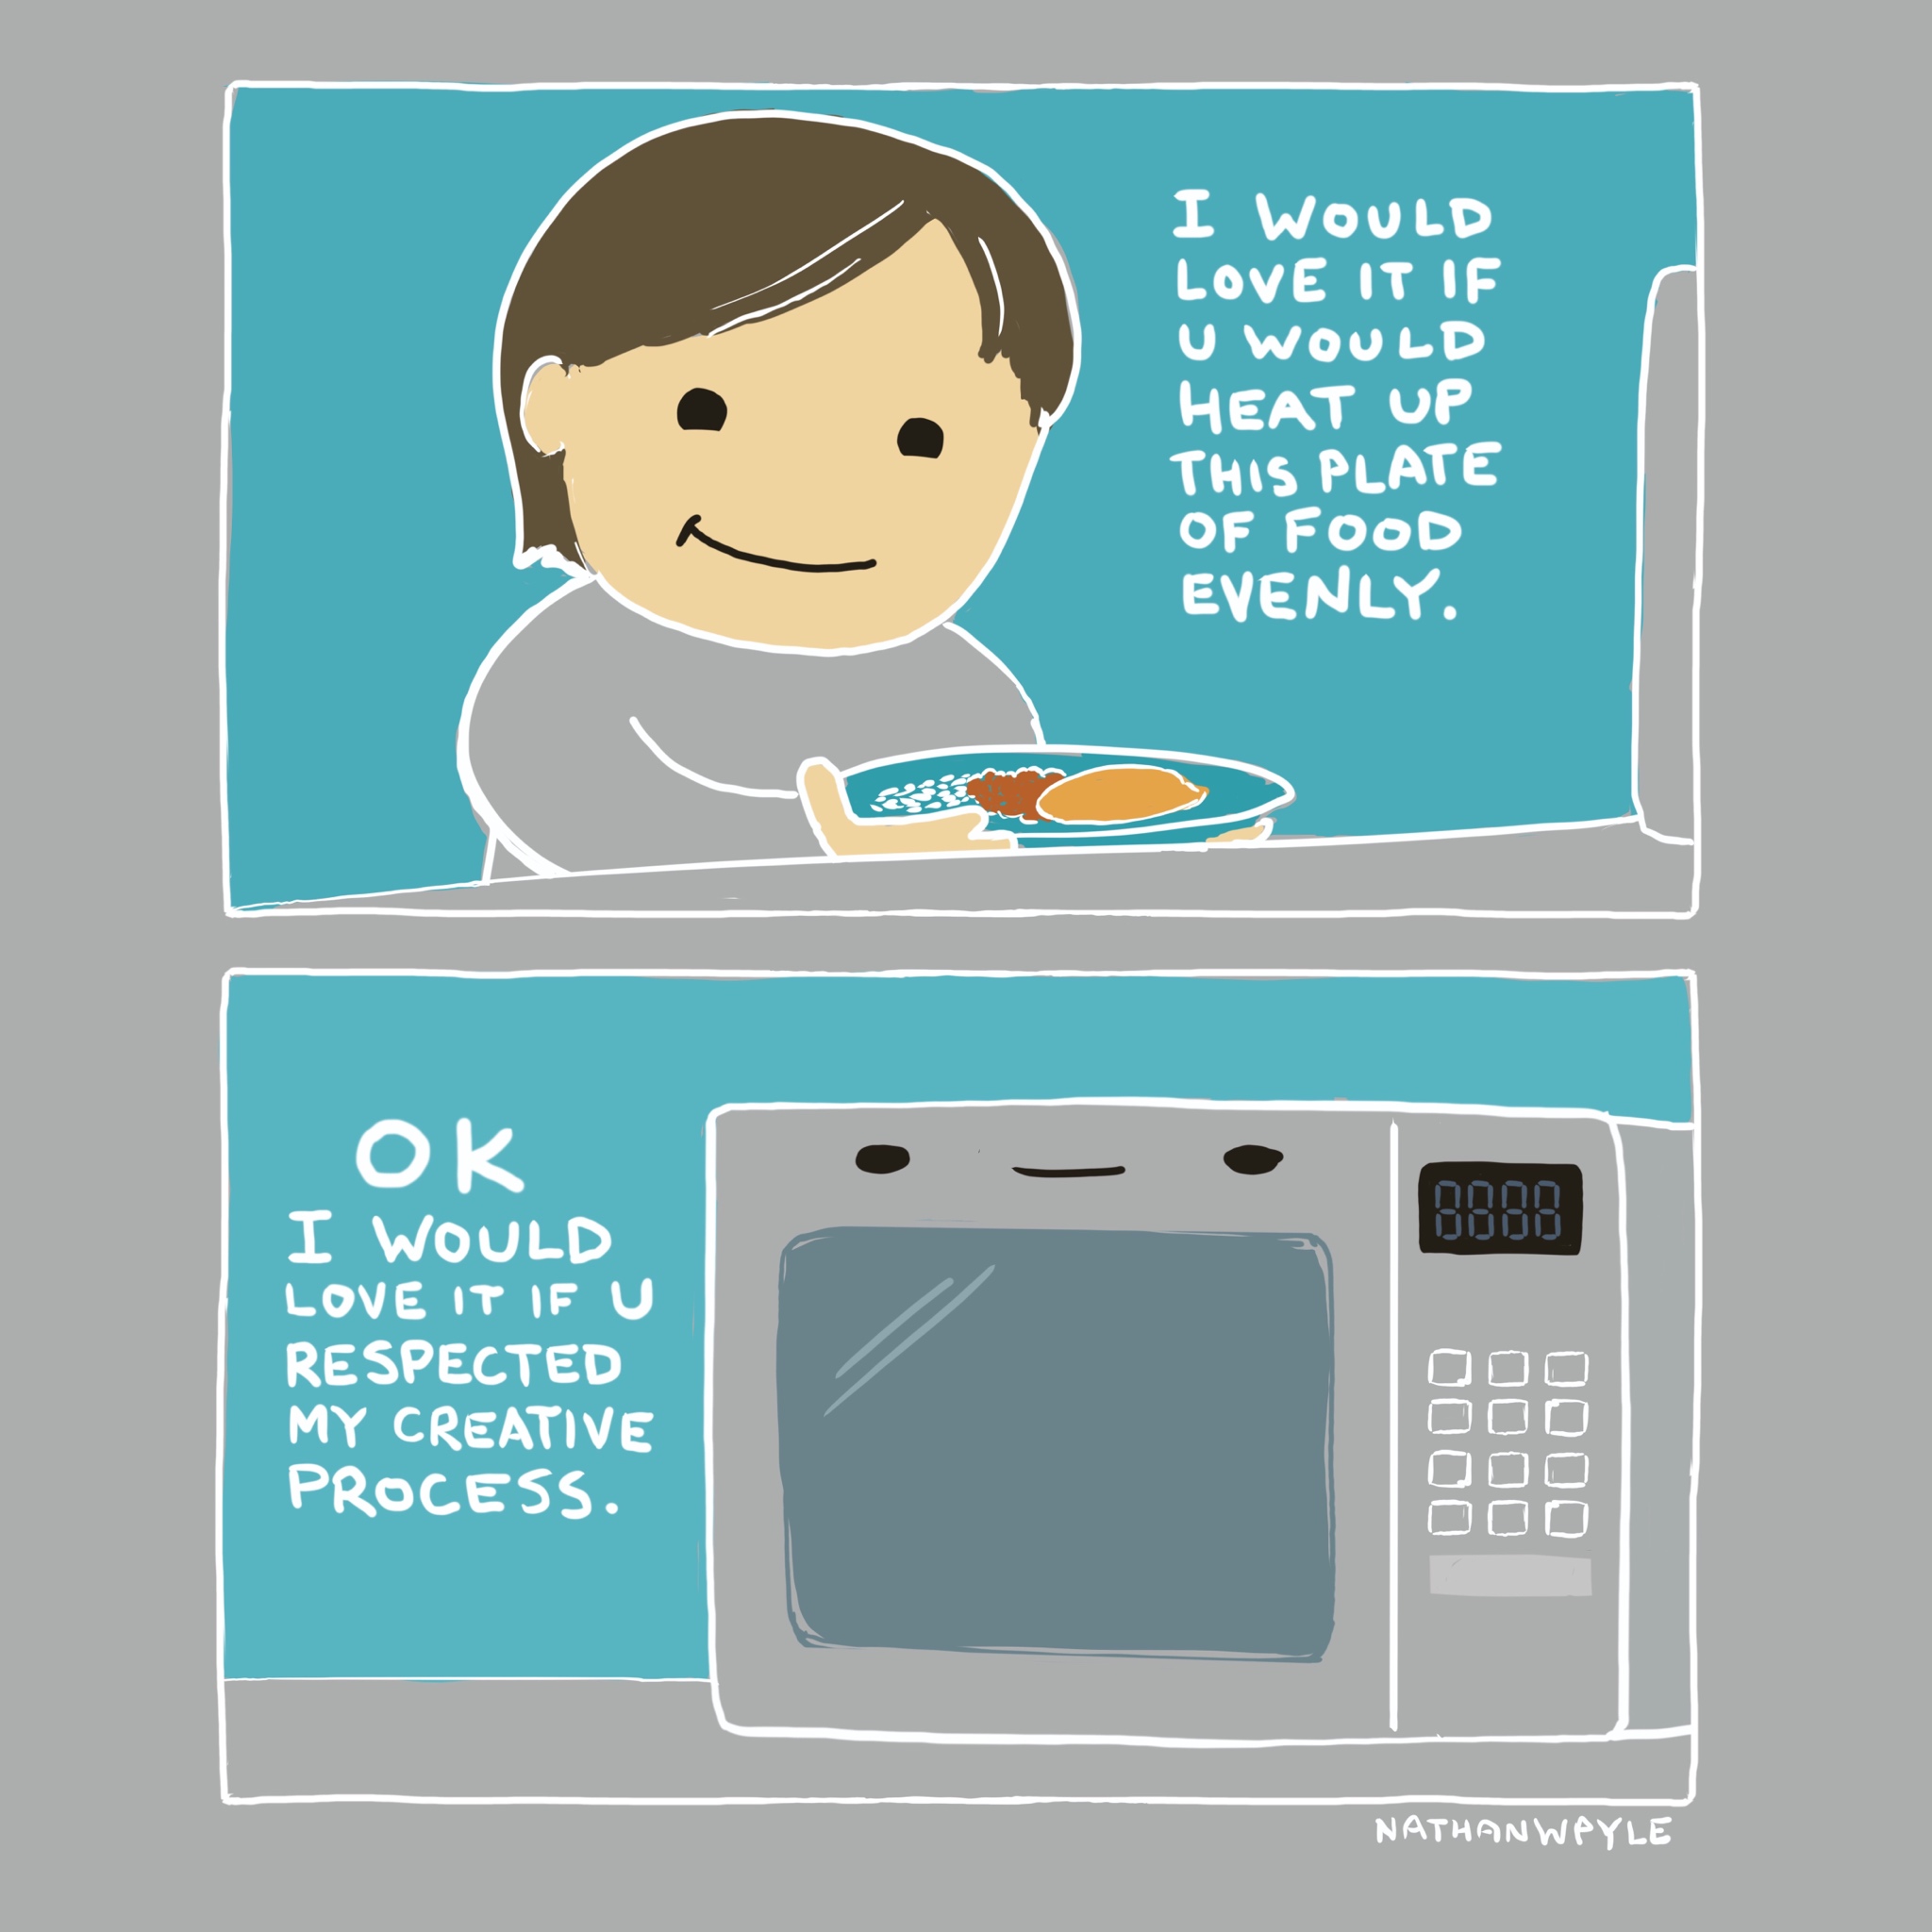 I WOULD
LOVE IT IF
U WOULD
HEAT UP
THIS PLATE
OF FOOD
EVENLY.
OK
I WOULD
LOVE IT IF U
RESPECTED
MY CREATIVE
PROCESS.
NATHANWPYLE